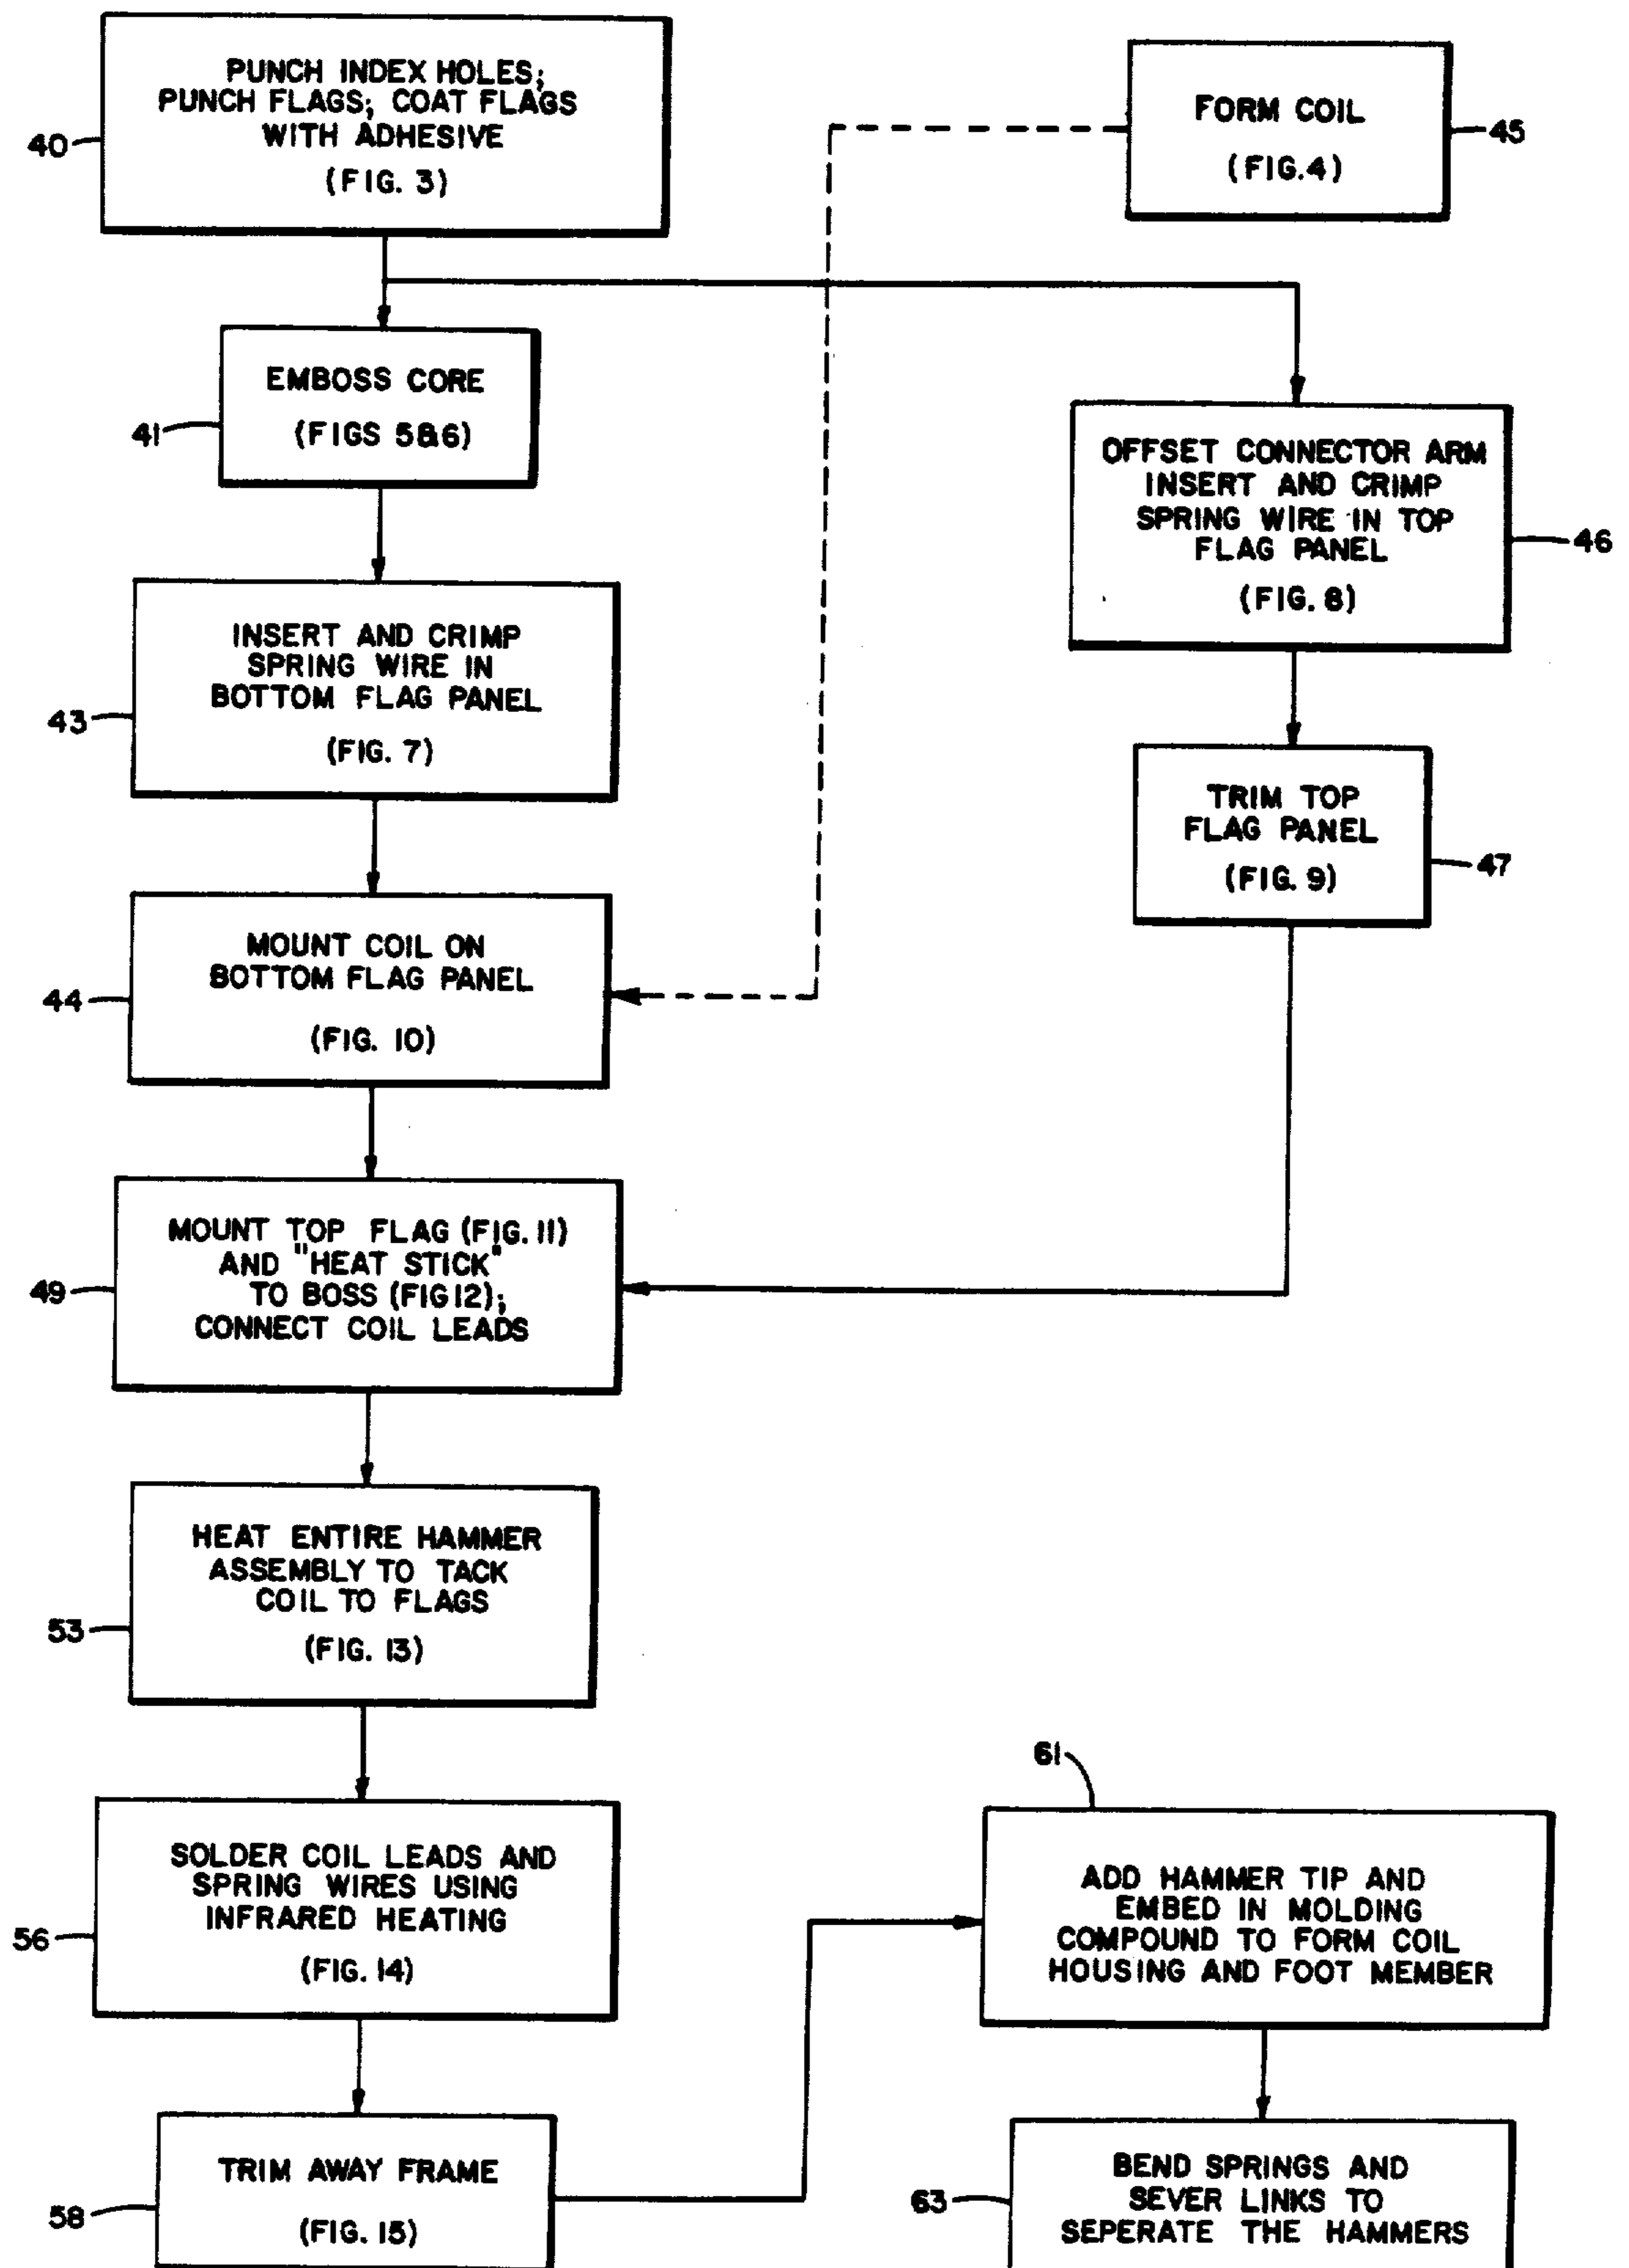 PUNCH INDEX HOLES;
PUNCH FLAGS; COAT FLAGS
WITH ADHESIVE
(FIG. 3)
40
FORM COIL
(FIG.4)
45
EMBOSS CORE
(FIGS 5&6)
41
OFFSET CONNECTOR ARM
INSERT AND CRIMP
SPRING WIRE IN TOP
FLAG PANEL
(FIG. 8)
46
INSERT AND CRIMP
SPRING WIRE IN
BOTTOM FLAG PANEL
(FIG. 7)
43
TRIM TOP
FLAG PANEL
(FIG. 9)
47
MOUNT COIL ON
BOTTOM FLAG PANEL
(FIG. 10)
44
MOUNT TOP FLAG (FIG. 11)
AND "HEAT STICK"
TO BOSS (FIG 12);
CONNECT COIL LEADS
49
HEAT ENTIRE HAMMER
ASSEMBLY TO TACK
COIL TO FLAGS
(FIG. 13)
53
SOLDER COIL LEADS AND
SPRING WIRES USING
INFRARED HEATING
(FIG. 14)
56
61
ADD HAMMER TIP AND
EMBED IN MOLDING
COMPOUND TO FORM COIL
HOUSING AND FOOT MEMBER
TRIM AWAY FRAME
(FIG. 15)
58
BEND SPRINGS AND
SEVER LINKS TO
SEPERATE THE HAMMERS
63